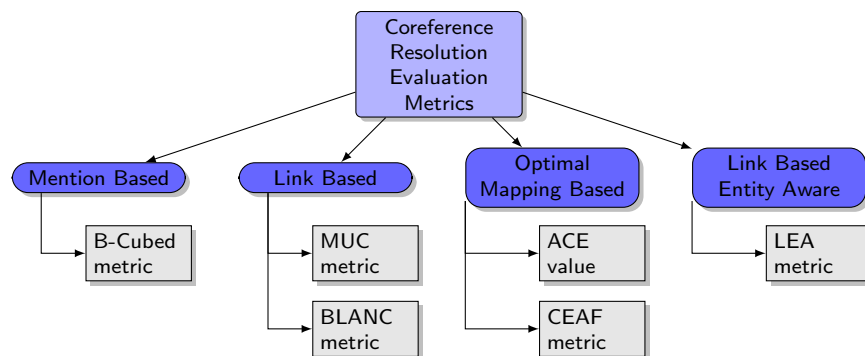 Coreference
Resolution
Evaluation
Metrics
Mention Based
Link Based
Optimal
Mapping Based
Link Based
Entity Aware
B-Cubed
metric
MUC
metric
ACE
value
LEA
metric
BLANC
metric
CEAF
metric